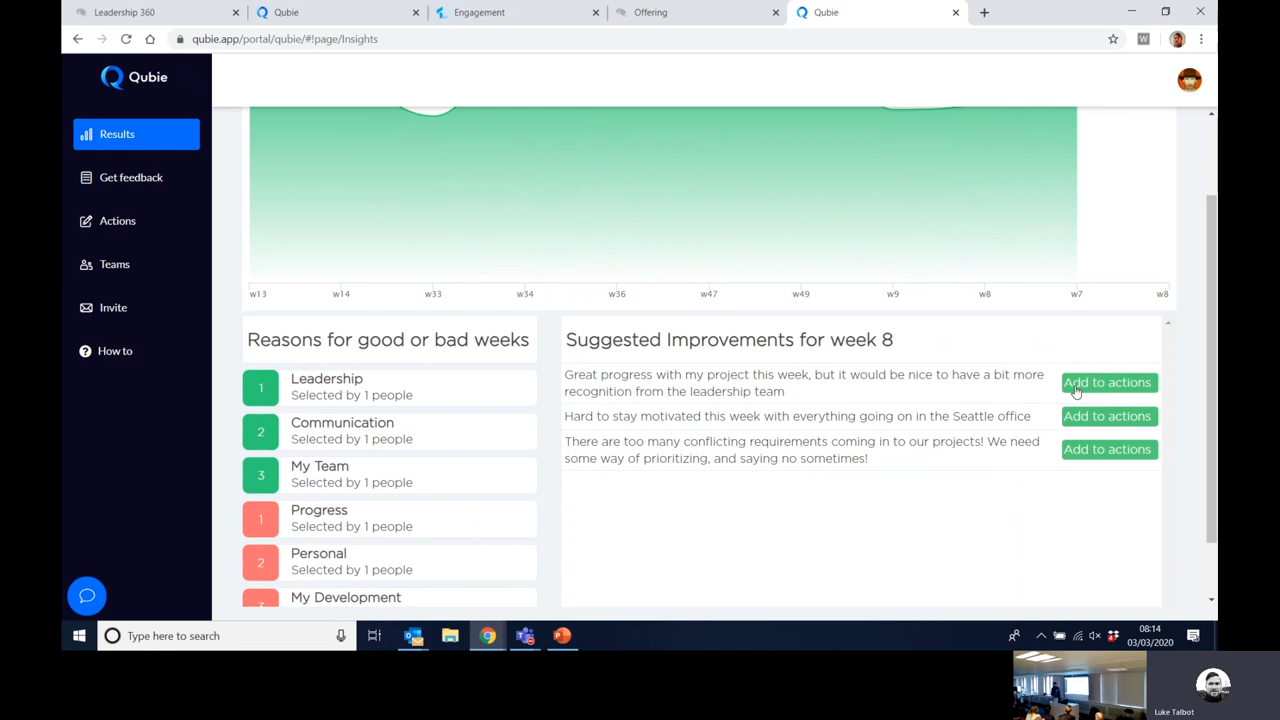 Leadership 360
Qubie
Engagement
Offering
Qubie
qubie.app/portal/qubie/#!page/Insights
W
Qubie
Results
Get feedback
Actions
Teams
Invite
How to
w13 w14 w33 w34 w36 w47 w49 w9 w8 w7 w8
Reasons for good or bad weeks
1 Leadership
Selected by 1 people
2 Communication
Selected by 1 people
3 My Team
Selected by 1 people
1 Progress
Selected by 1 people
2 Personal
Selected by 1 people
3 My Development
Suggested Improvements for week 8
Great progress with my project this week, but it would be nice to have a bit more
recognition from the leadership team
Add to actions
Hard to stay motivated this week with everything going on in the Seattle office
Add to actions
There are too many conflicting requirements coming in to our projects! We need
some way of prioritizing, and saying no sometimes!
Add to actions
Type here to search
08:14
03/03/2020
Luke Talbot